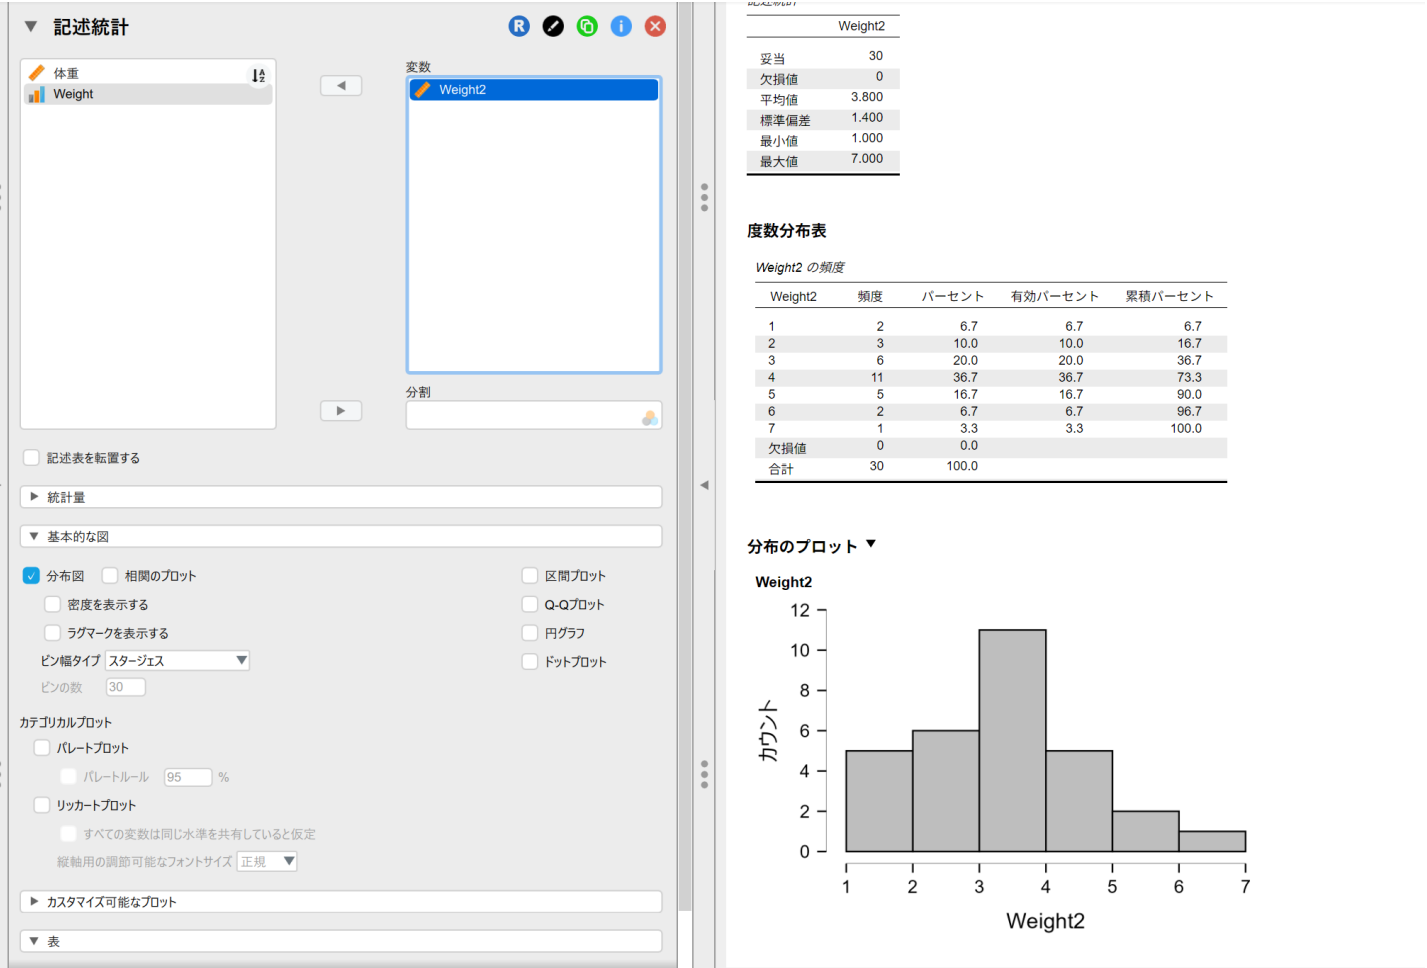 記述統計
体重
Weight
変数
Weight2
分割
記述表を転置する
統計量
基本的な図
分布図
相関のプロット
区間プロット
密度を表示する
Q-Qプロット
ラグマークを表示する
円グラフ
ビン幅タイプ スタージェス
ドットプロット
ビンの数 30
カテゴリカルプロット
パレートプロット
パレートルール 95 %
リッカートプロット
すべての変数は同じ水準を共有していると仮定
縦軸用の調節可能なフォントサイズ 正規
カスタマイズ可能なプロット
表
記述統計
Weight2
妥当 30
欠損値 0
平均値 3.800
標準偏差 1.400
最小値 1.000
最大値 7.000
度数分布表
Weight2 の頻度
Weight2 頻度 パーセント 有効パーセント 累積パーセント
1 2 6.7 6.7 6.7
2 3 10.0 10.0 16.7
3 6 20.0 20.0 36.7
4 11 36.7 36.7 73.3
5 5 16.7 16.7 90.0
6 2 6.7 6.7 96.7
7 1 3.3 3.3 100.0
欠損値 0 0.0
合計 30 100.0
分布のプロット
Weight2
12
10
8
6
4
2
0
カウント
1 2 3 4 5 6 7
Weight2